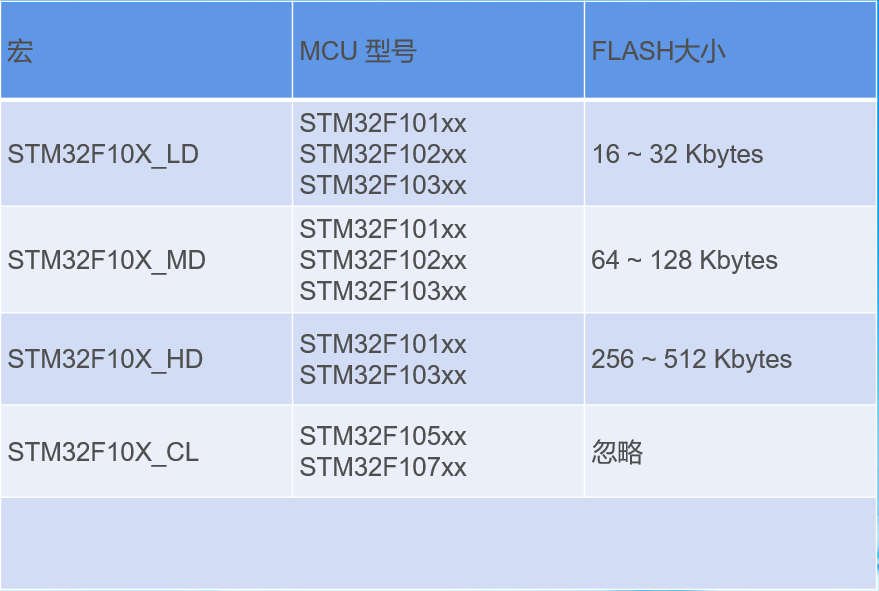 宏
MCU 型号
FLASH大小
STM32F10X_LD
STM32F101xx
STM32F102xx
STM32F103xx
16 ~ 32 Kbytes
STM32F10X_MD
STM32F101xx
STM32F102xx
STM32F103xx
64 ~ 128 Kbytes
STM32F10X_HD
STM32F101xx
STM32F103xx
256 ~ 512 Kbytes
STM32F10X_CL
STM32F105xx
STM32F107xx
忽略